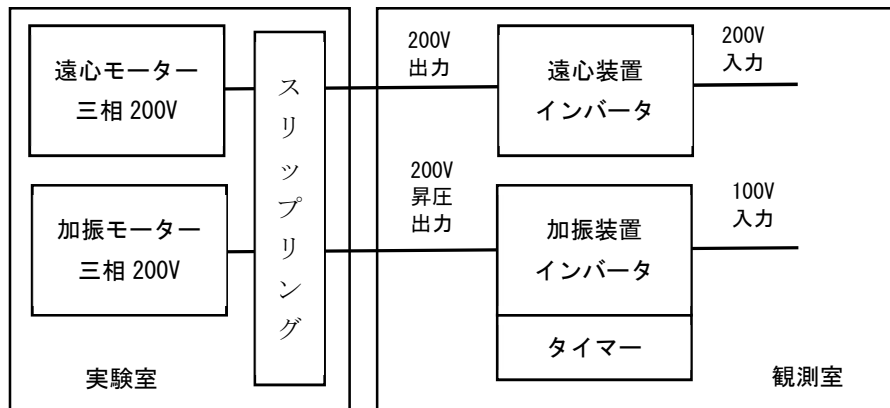 遠心モーター
三相 200V
スリップリング
200V
出力
遠心装置
インバータ
200V
入力
加振モーター
三相 200V
200V
昇圧
出力
加振装置
インバータ
100V
入力
タイマー
実験室
観測室